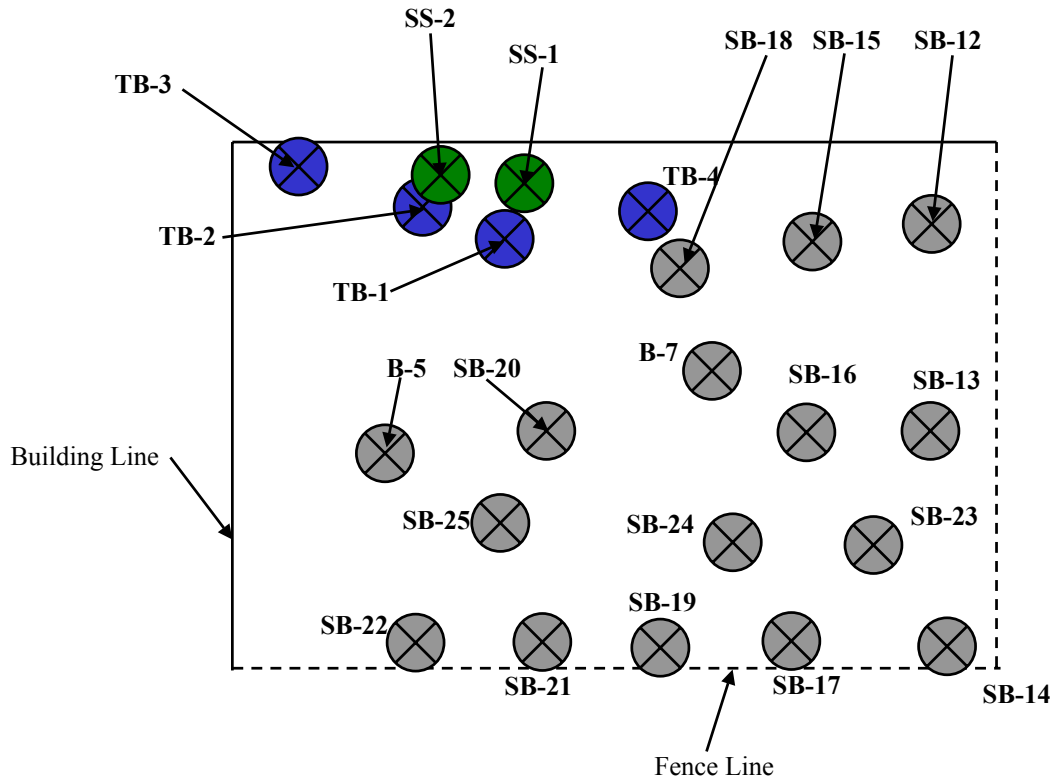 SS-2
SS-1
SB-18
SB-15
SB-12
TB-3
TB-4
TB-2
TB-1
B-7
B-5
SB-20
SB-16
SB-13
Building Line
SB-25
SB-24
SB-23
SB-19
SB-22
SB-21
SB-17
SB-14
Fence Line